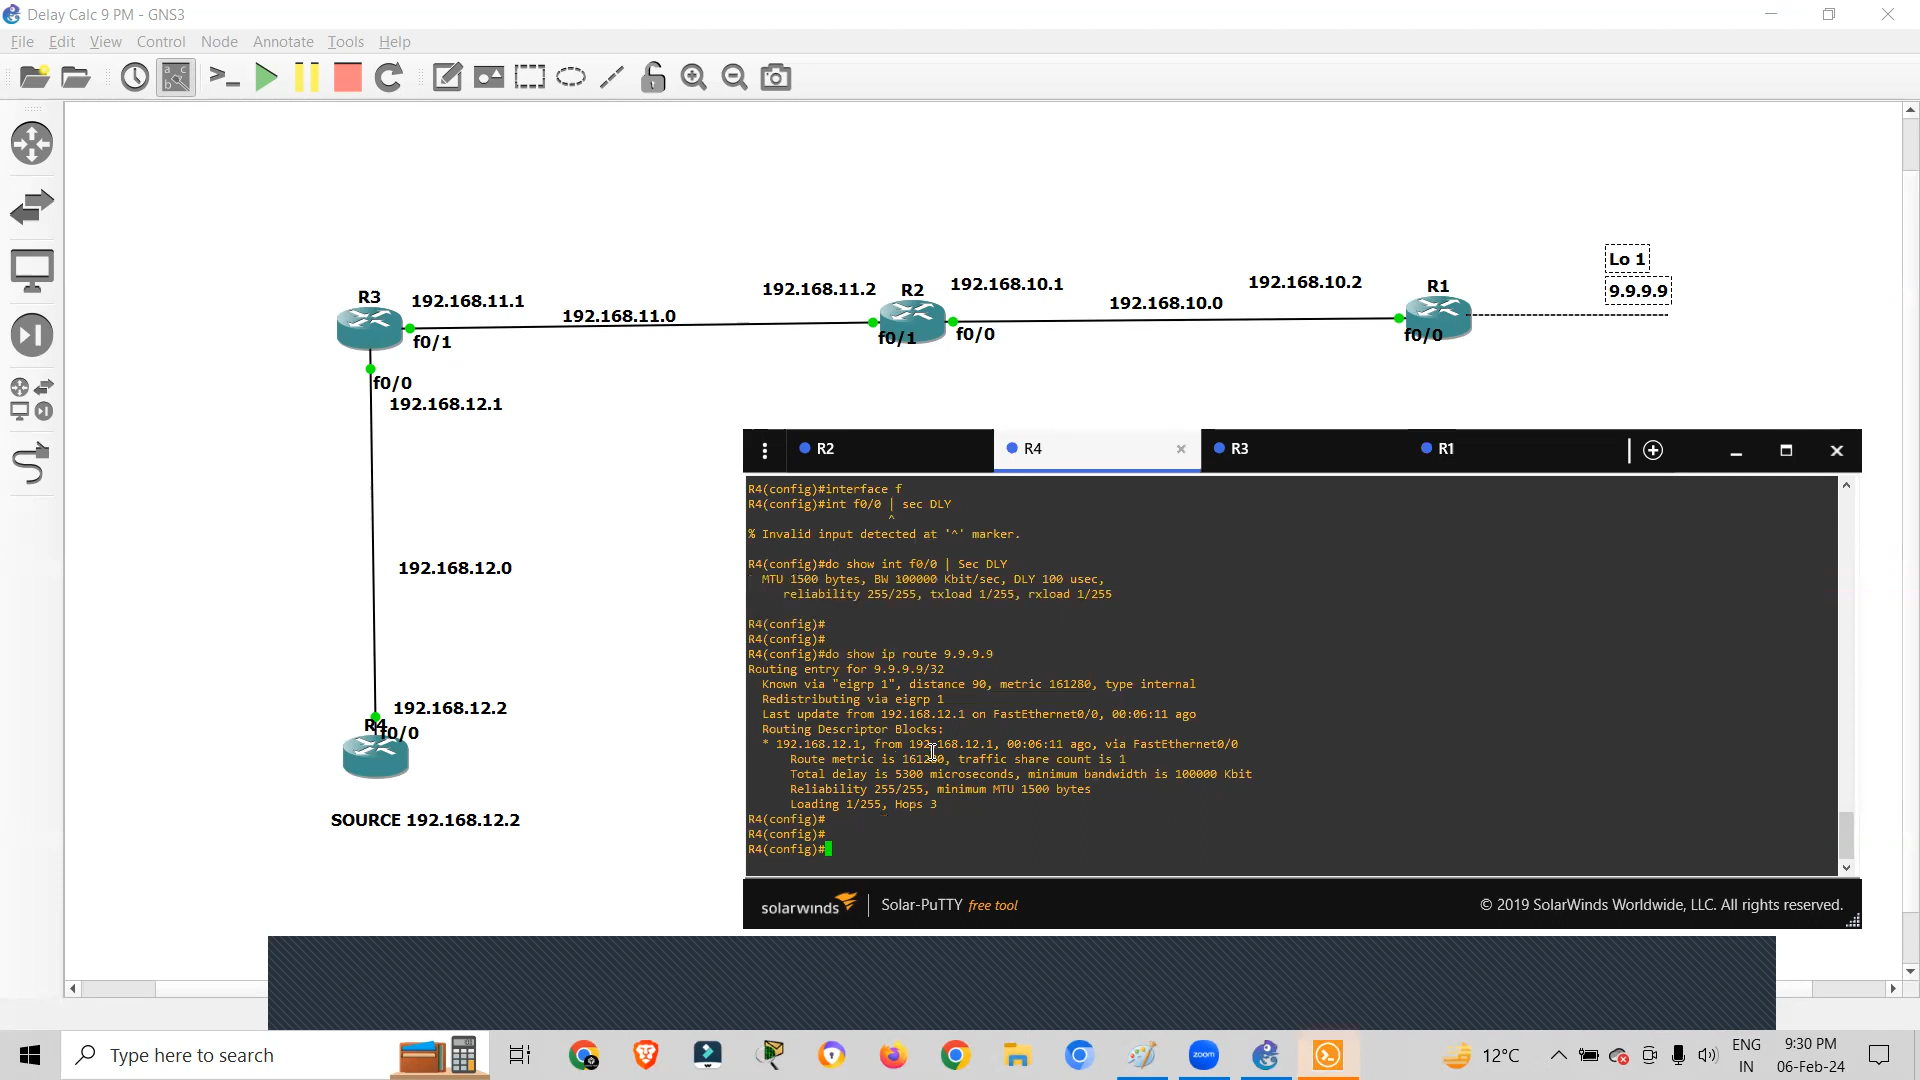 Delay Calc 9 PM - GNS3
File Edit View Control Node Annotate Tools Help
Lo 1
9.9.9.9
R3
192.168.11.1
192.168.11.0
192.168.11.2
R2
192.168.10.1
192.168.10.0
192.168.10.2
R1
f0/1
f0/1
f0/0
f0/0
f0/0
192.168.12.1
192.168.12.0
192.168.12.2
R4
f0/0
SOURCE 192.168.12.2
R2
R4
R3
R1
R4(config)#interface f
R4(config)#int f0/0 | sec DLY
^
% Invalid input detected at '^' marker.
R4(config)#do show int f0/0 | Sec DLY
MTU 1500 bytes, BW 100000 Kbit/sec, DLY 100 usec,
reliability 255/255, txload 1/255, rxload 1/255
R4(config)#
R4(config)#
R4(config)#do show ip route 9.9.9.9
Routing entry for 9.9.9.9/32
Known via "eigrp 1", distance 90, metric 161280, type internal
Redistributing via eigrp 1
Last update from 192.168.12.1 on FastEthernet0/0, 00:06:11 ago
Routing Descriptor Blocks:
* 192.168.12.1, from 192.168.12.1, 00:06:11 ago, via FastEthernet0/0
Route metric is 161280, traffic share count is 1
Total delay is 5300 microseconds, minimum bandwidth is 100000 Kbit
Reliability 255/255, minimum MTU 1500 bytes
Loading 1/255, Hops 3
R4(config)#
R4(config)#
R4(config)#
solarwinds
Solar-PuTTY free tool
© 2019 SolarWinds Worldwide, LLC. All rights reserved.
Type here to search
zoom
12°C
ENG
IN
9:30 PM
06-Feb-24